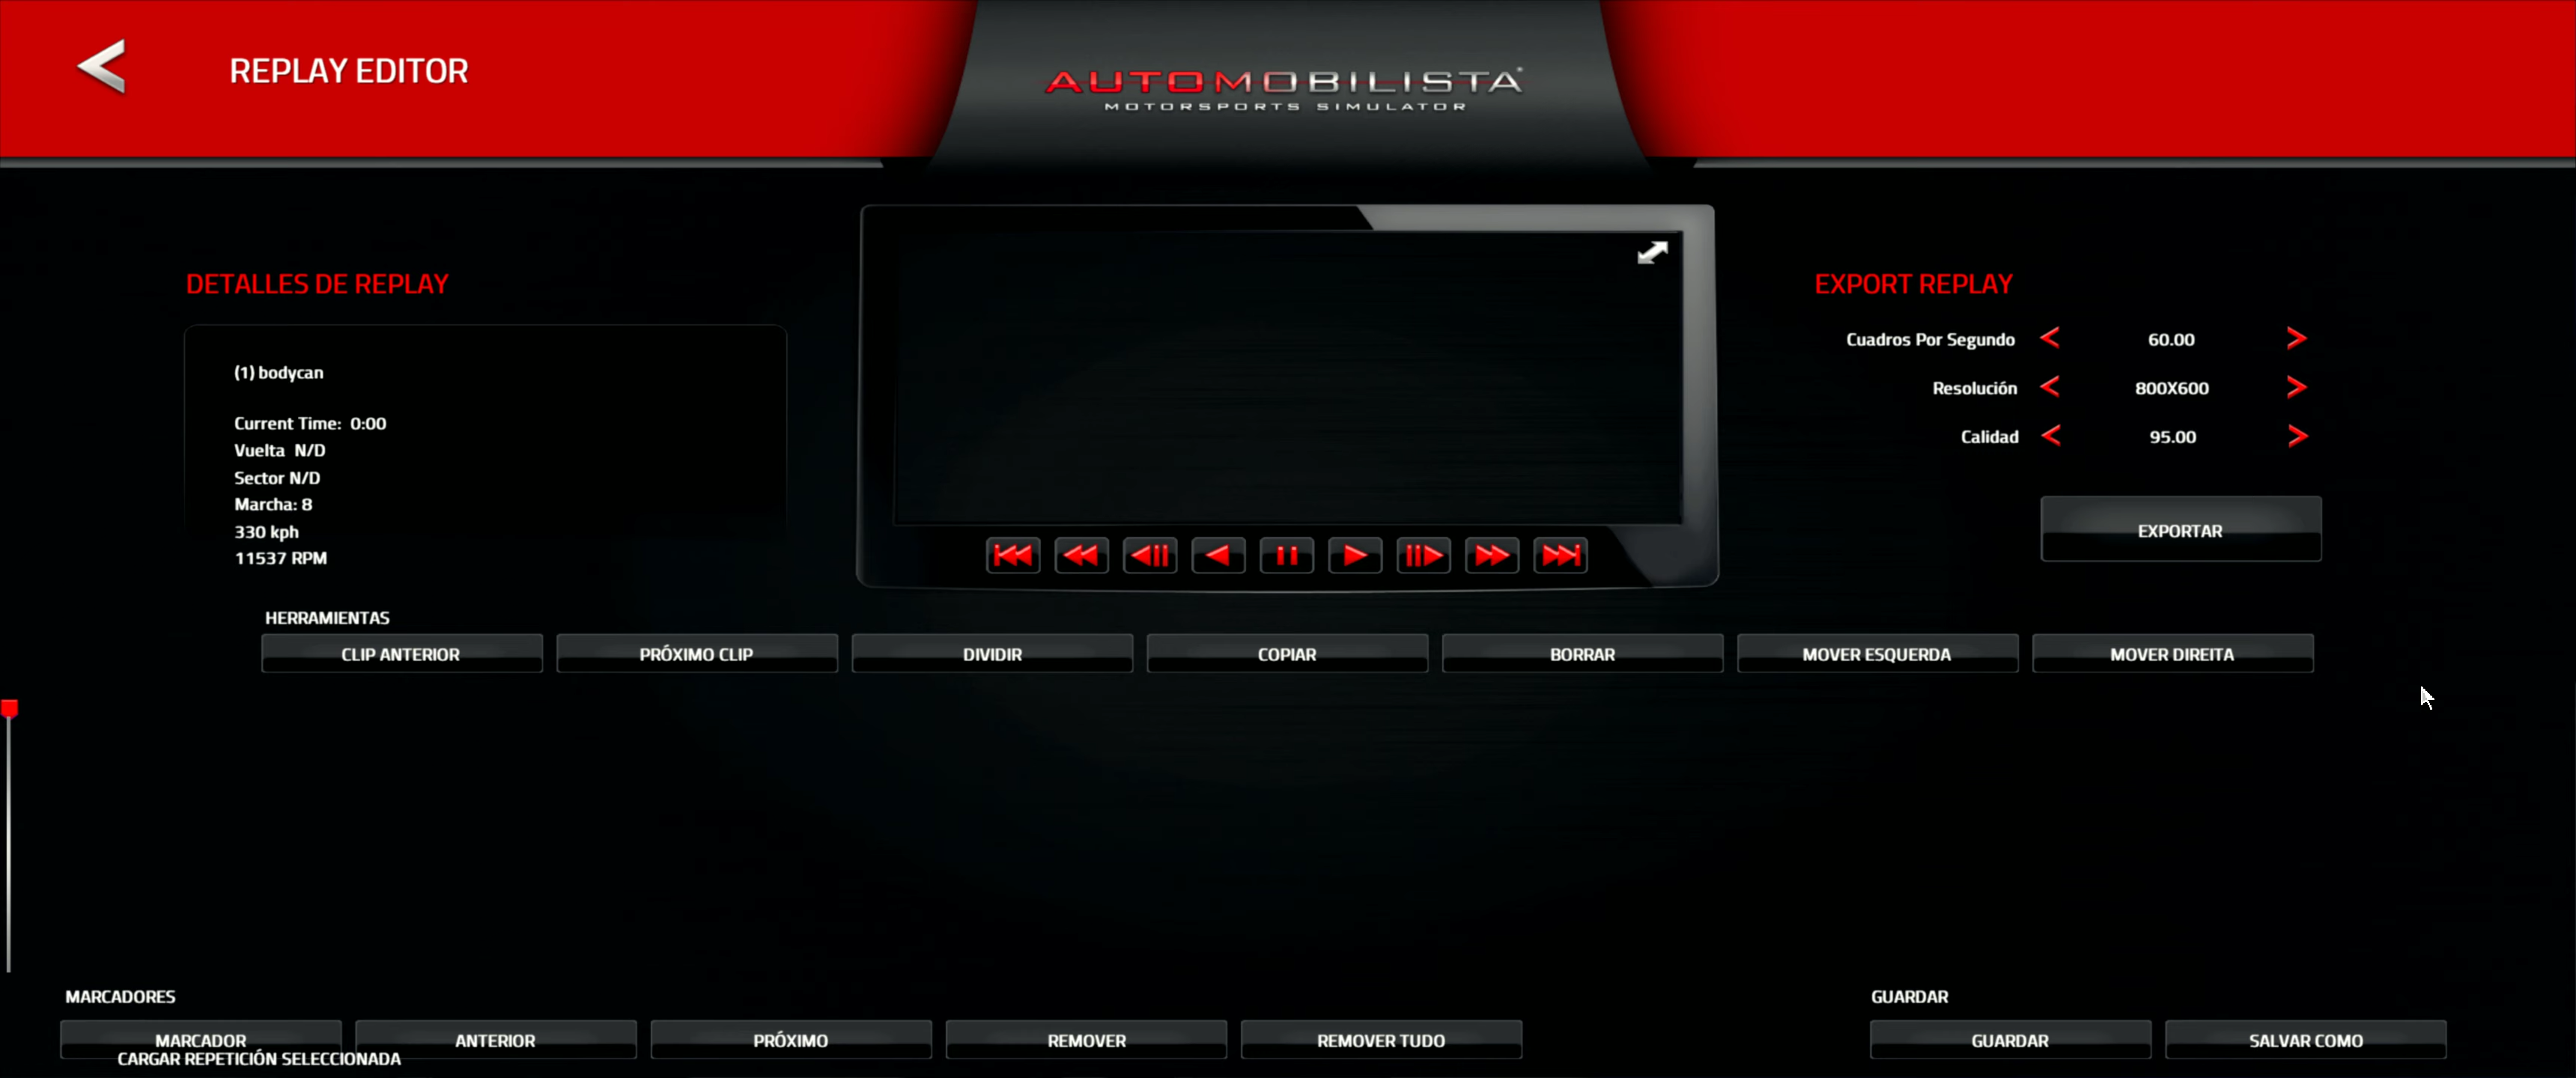 REPLAY EDITOR
AUTOMOBILISTA
MOTORSPORTS SIMULATOR
DETALLES DE REPLAY
(1) bodycan
Current Time: 0:00
Vuelta N/D
Sector N/D
Marcha: 8
330 kph
11537 RPM
EXPORT REPLAY
Cuadros Por Segundo 60.00
Resolución 800X600
Calidad 95.00
EXPORTAR
HERRAMIENTAS
CLIP ANTERIOR PRÓXIMO CLIP DIVIDIR COPIAR BORRAR MOVER ESQUERDA MOVER DIREITA
MARCADORES
MARCADOR ANTERIOR PRÓXIMO REMOVER REMOVER TUDO
CARGAR REPETICIÓN SELECCIONADA
GUARDAR
GUARDAR SALVAR COMO